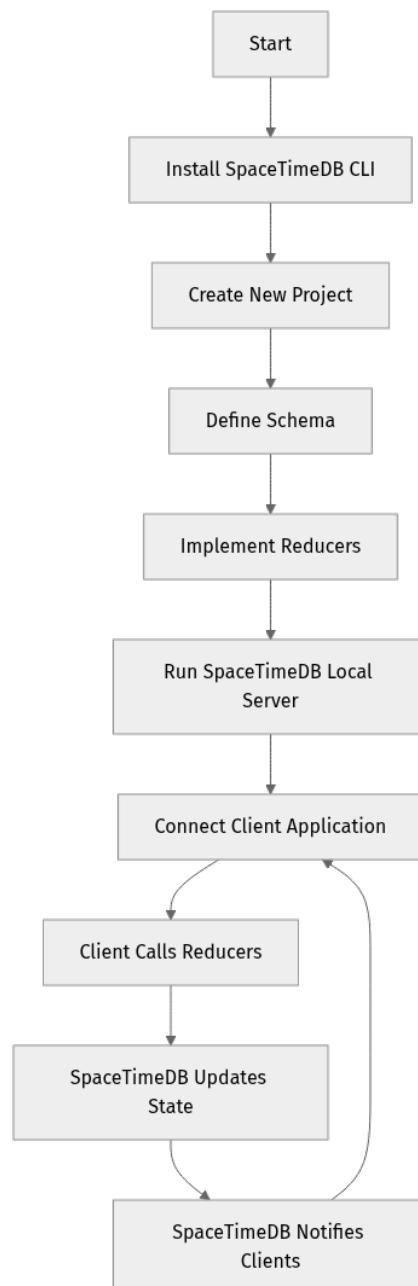 Start
Install SpaceTimeDB CLI
Create New Project
Define Schema
Implement Reducers
Run SpaceTimeDB Local
Server
Connect Client Application
Client Calls Reducers
SpaceTimeDB Updates
State
SpaceTimeDB Notifies
Clients